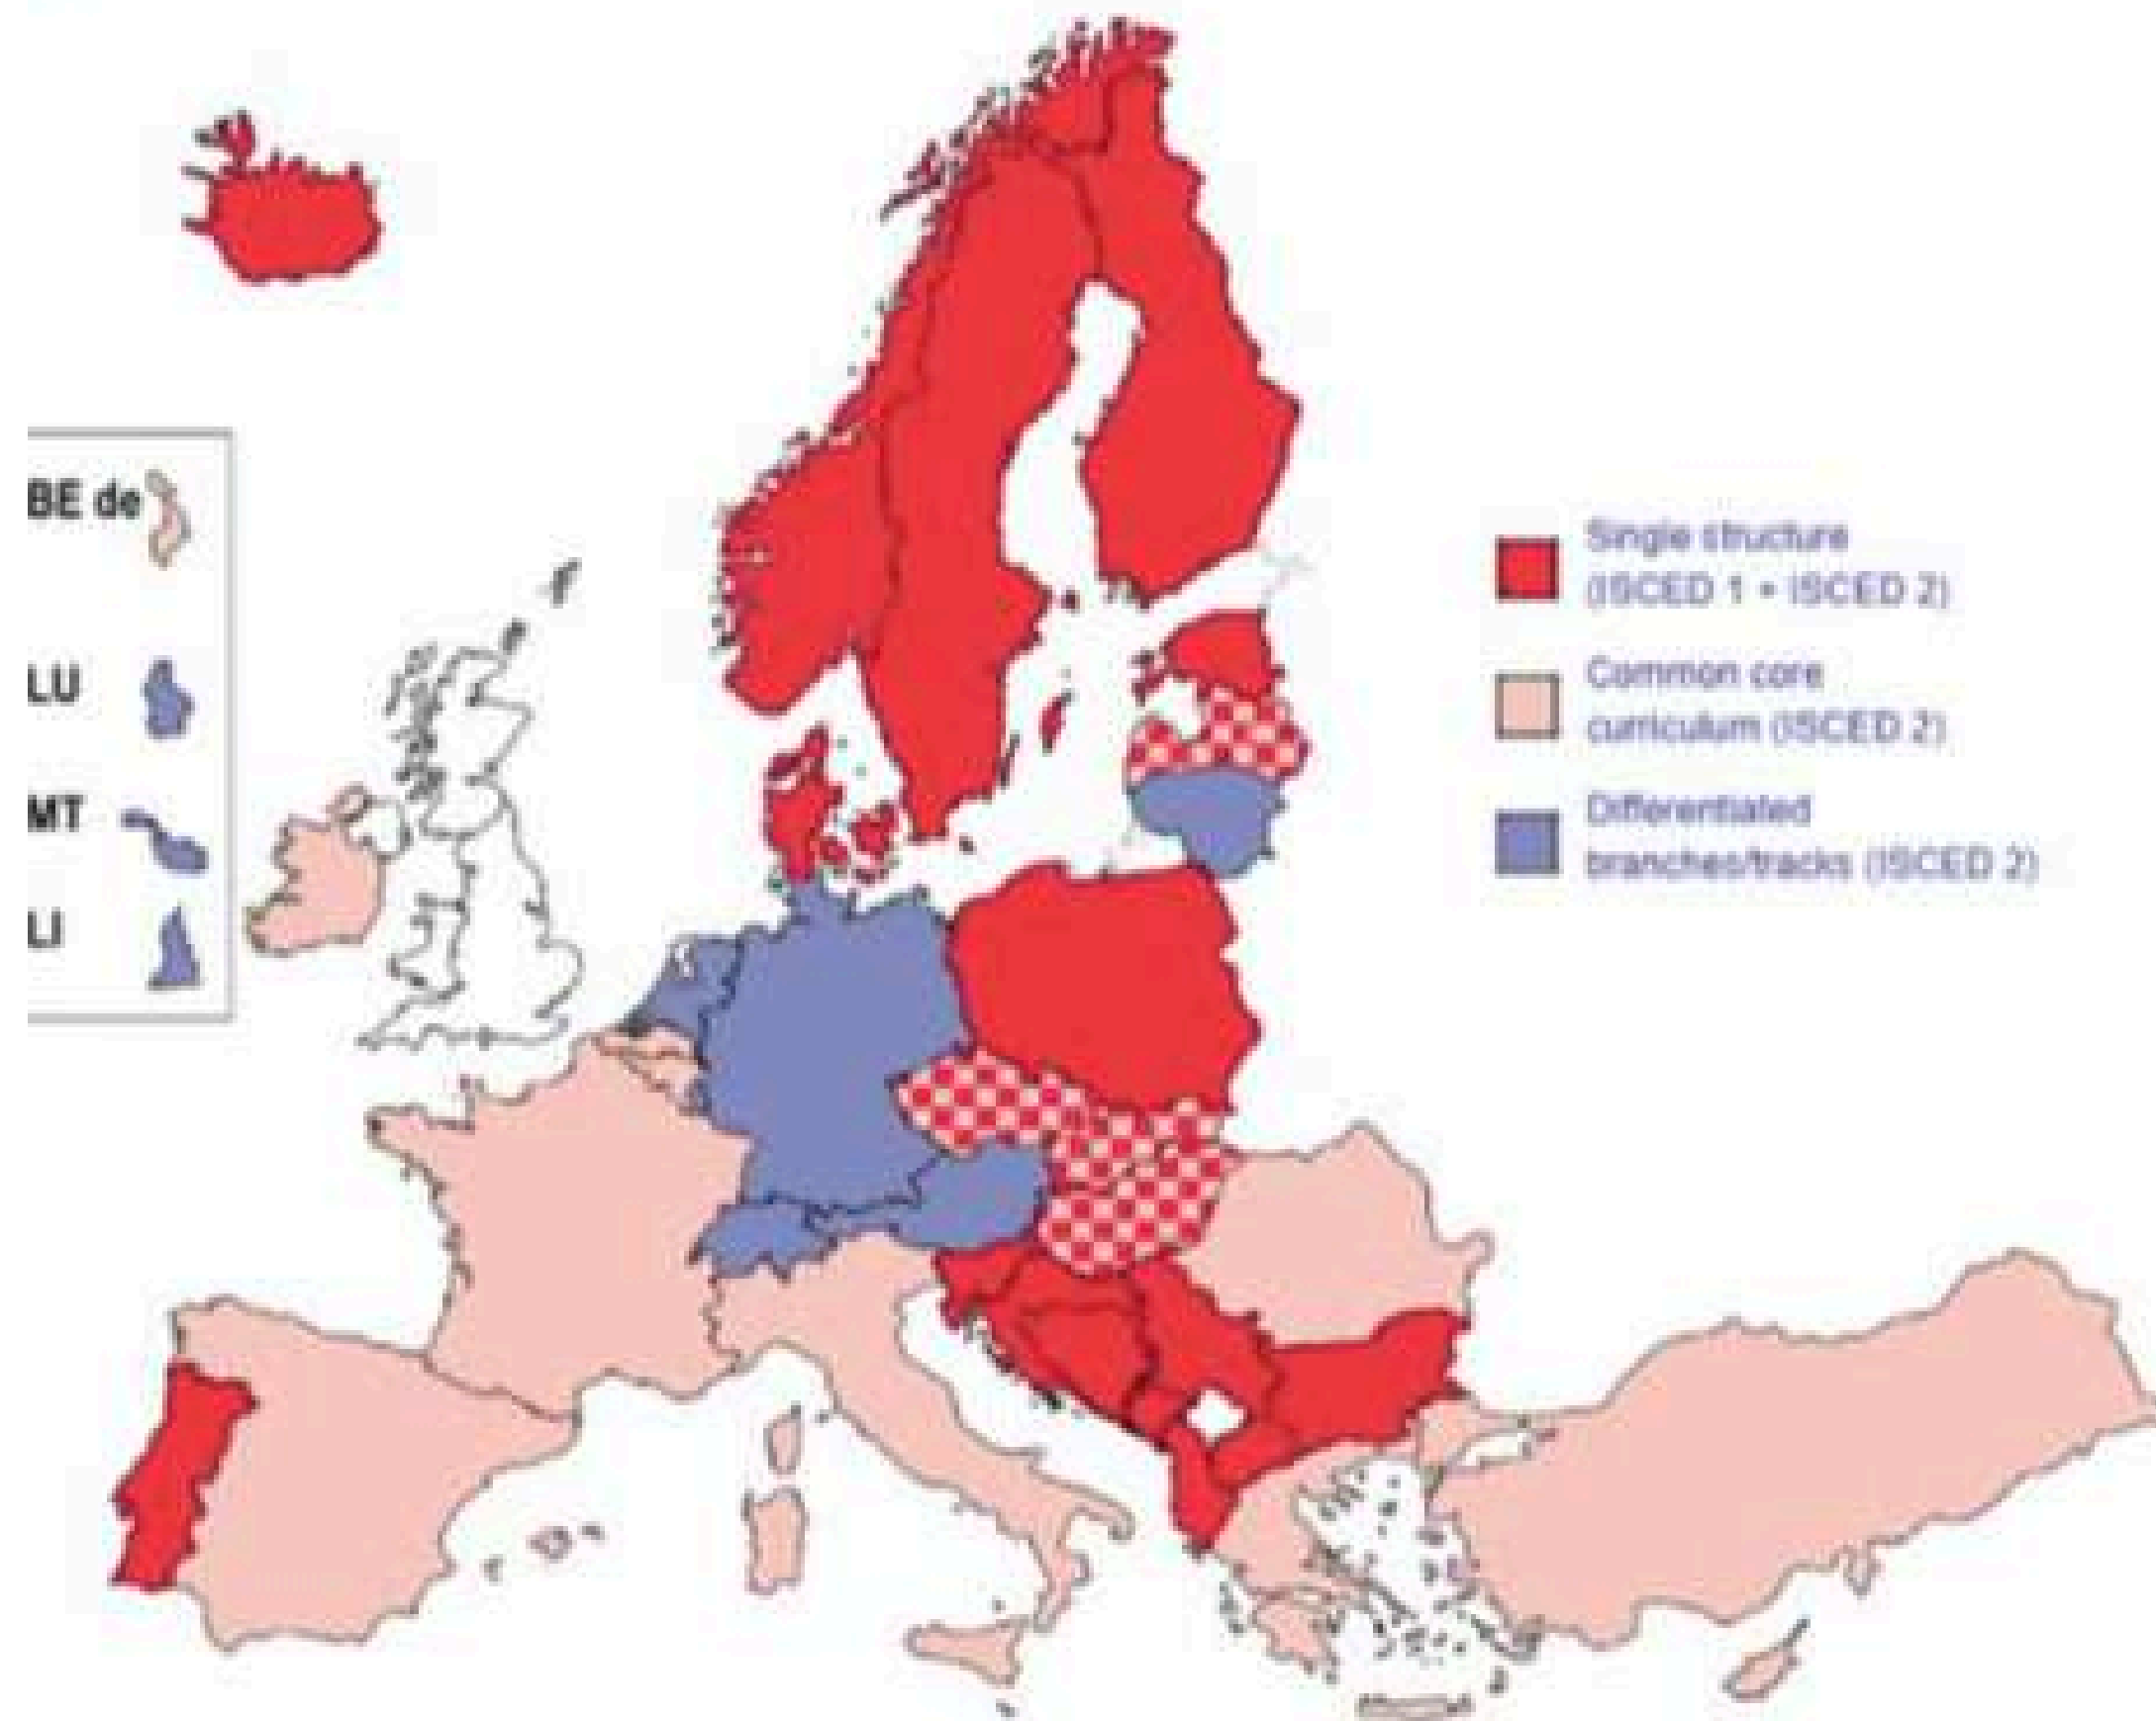 BE de
LU
MT
LI
Single structure
(ISCED 1 + ISCED 2)
Common core
curriculum (ISCED 2)
Differentiated
branches/tracks (ISCED 2)